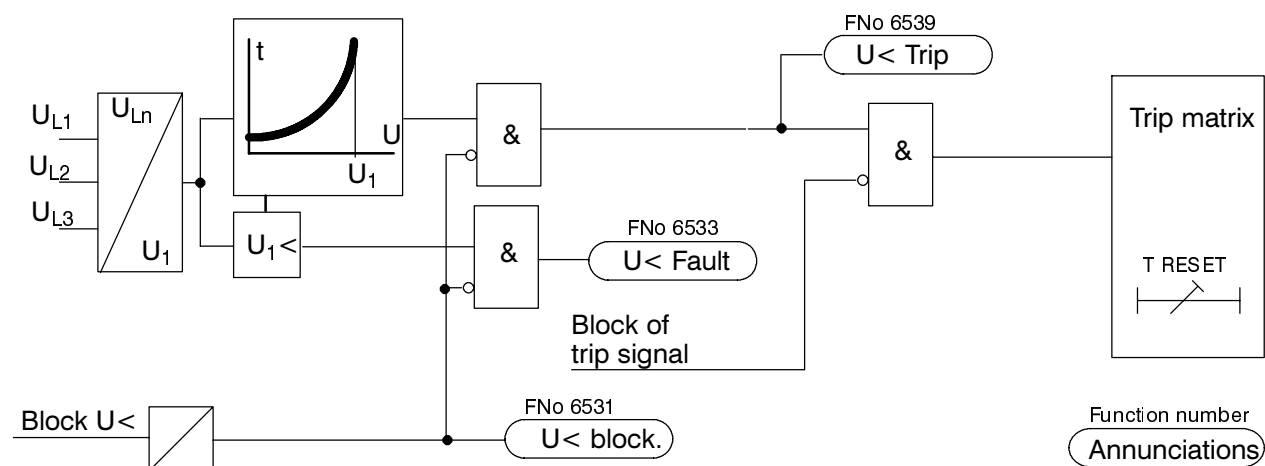 FNo 6539
U< Trip
t
U
U1
UL1
UL2
UL3
ULn
U1
&
&
Trip matrix
U1<
&
FNo 6533
U< Fault
T RESET
Block of
trip signal
Block U<
FNo 6531
U< block.
Function number
Annunciations